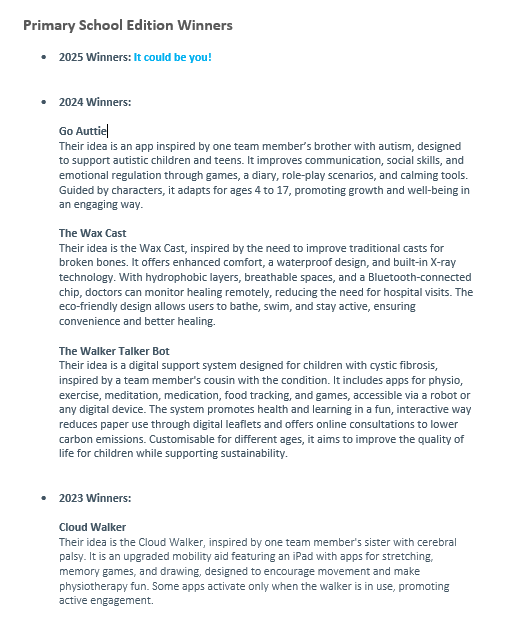 Primary School Edition Winners
• 2025 Winners: It could be you!
• 2024 Winners:
Go Auttie
Their idea is an app inspired by one team member's brother with autism, designed
to support autistic children and teens. It improves communication, social skills, and
emotional regulation through games, a diary, role-play scenarios, and calming tools.
Guided by characters, it adapts for ages 4 to 17, promoting growth and well-being in
an engaging way.
The Wax Cast
Their idea is the Wax Cast, inspired by the need to improve traditional casts for
broken bones. It offers enhanced comfort, a waterproof design, and built-in X-ray
technology. With hydrophobic layers, breathable spaces, and a Bluetooth-connected
chip, doctors can monitor healing remotely, reducing the need for hospital visits. The
eco-friendly design allows users to bathe, swim, and stay active, ensuring
convenience and better healing.
The Walker Talker Bot
Their idea is a digital support system designed for children with cystic fibrosis,
inspired by a team member's cousin with the condition. It includes apps for physio,
exercise, meditation, medication, food tracking, and games, accessible via a robot or
any digital device. The system promotes health and learning in a fun, interactive way
reduces paper use through digital leaflets and offers online consultations to lower
carbon emissions. Customisable for different ages, it aims to improve the quality of
life for children while supporting sustainability.
• 2023 Winners:
Cloud Walker
Their idea is the Cloud Walker, inspired by one team member's sister with cerebral
palsy. It is an upgraded mobility aid featuring an iPad with apps for stretching,
memory games, and drawing, designed to encourage movement and make
physiotherapy fun. Some apps activate only when the walker is in use, promoting
active engagement.